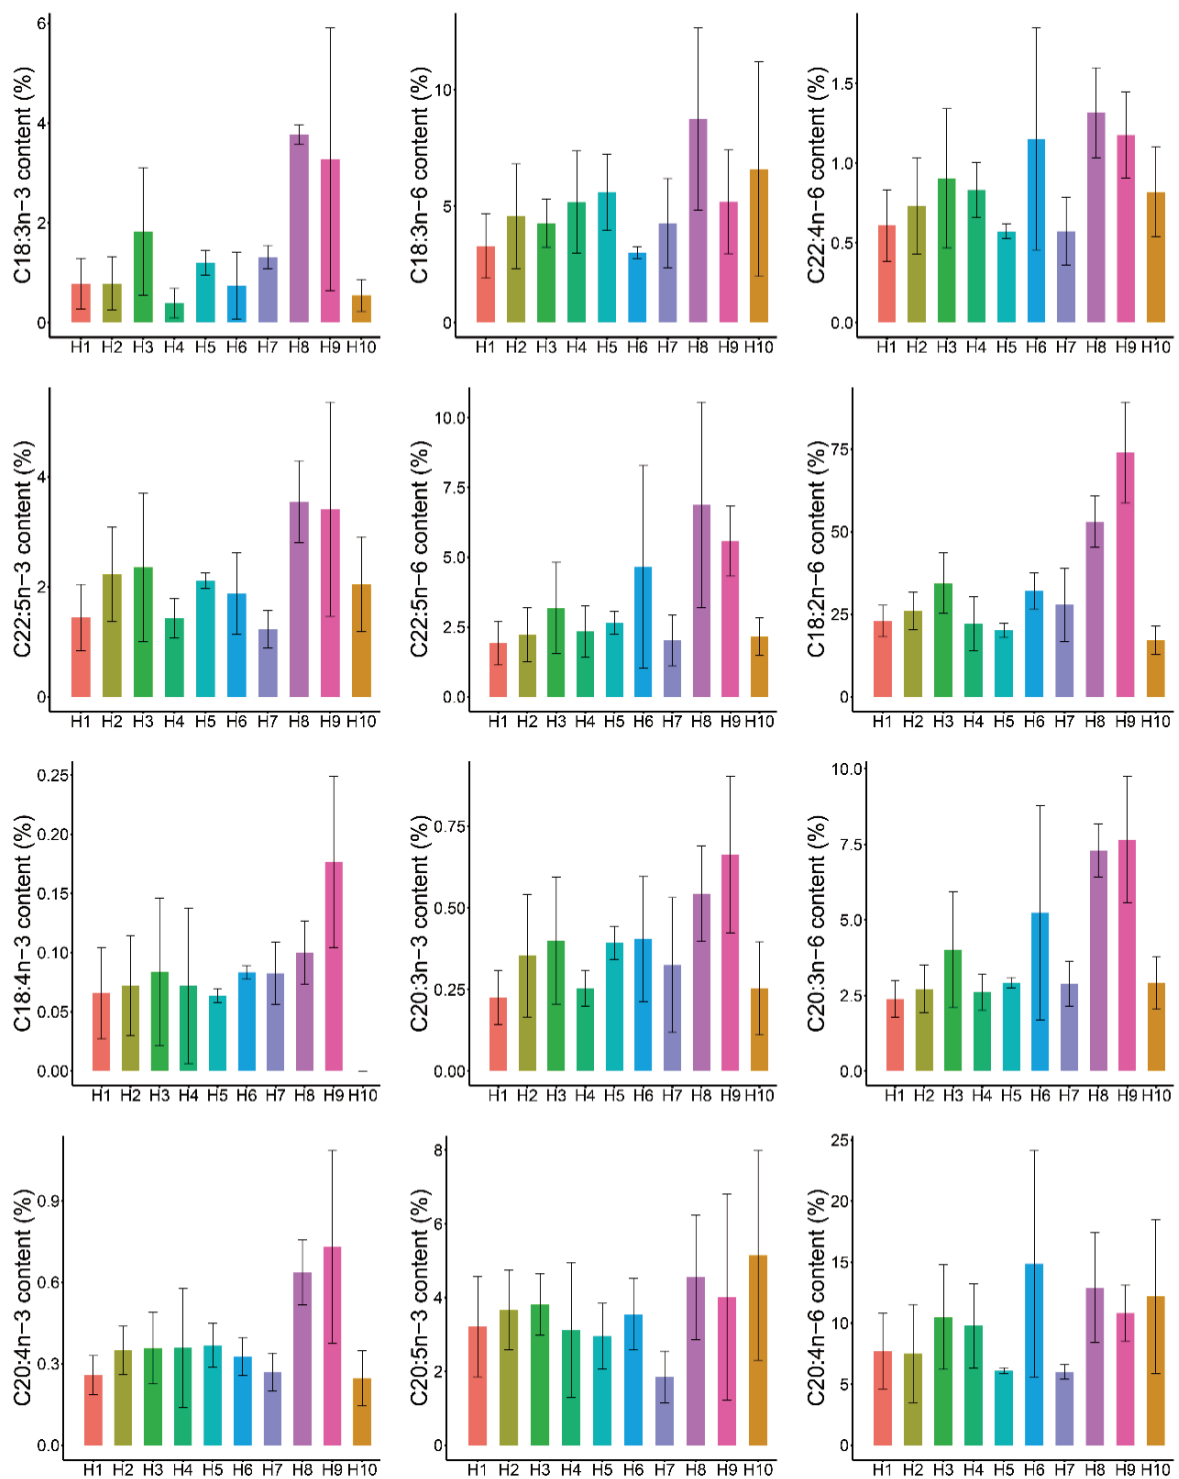 C18:3n−3 content (%)
6
4
2
0
H1 H2 H3 H4 H5 H6 H7 H8 H9 H10
C18:3n−6 content (%)
10
5
0
H1 H2 H3 H4 H5 H6 H7 H8 H9 H10
C22:4n−6 content (%)
1.5
1.0
0.5
0.0
H1 H2 H3 H4 H5 H6 H7 H8 H9 H10
C22:5n−3 content (%)
4
2
0
H1 H2 H3 H4 H5 H6 H7 H8 H9 H10
C22:5n−6 content (%)
10.0
7.5
5.0
2.5
0.0
H1 H2 H3 H4 H5 H6 H7 H8 H9 H10
C18:2n−6 content (%)
75
50
25
0
H1 H2 H3 H4 H5 H6 H7 H8 H9 H10
C18:4n−3 content (%)
0.25
0.20
0.15
0.10
0.05
0.00
H1 H2 H3 H4 H5 H6 H7 H8 H9 H10
C20:3n−3 content (%)
0.75
0.50
0.25
0.00
H1 H2 H3 H4 H5 H6 H7 H8 H9 H10
C20:3n−6 content (%)
10.0
7.5
5.0
2.5
0.0
H1 H2 H3 H4 H5 H6 H7 H8 H9 H10
C20:4n−3 content (%)
0.9
0.6
0.3
0.0
H1 H2 H3 H4 H5 H6 H7 H8 H9 H10
C20:5n−3 content (%)
8
6
4
2
0
H1 H2 H3 H4 H5 H6 H7 H8 H9 H10
C20:4n−6 content (%)
25
20
15
10
5
0
H1 H2 H3 H4 H5 H6 H7 H8 H9 H10